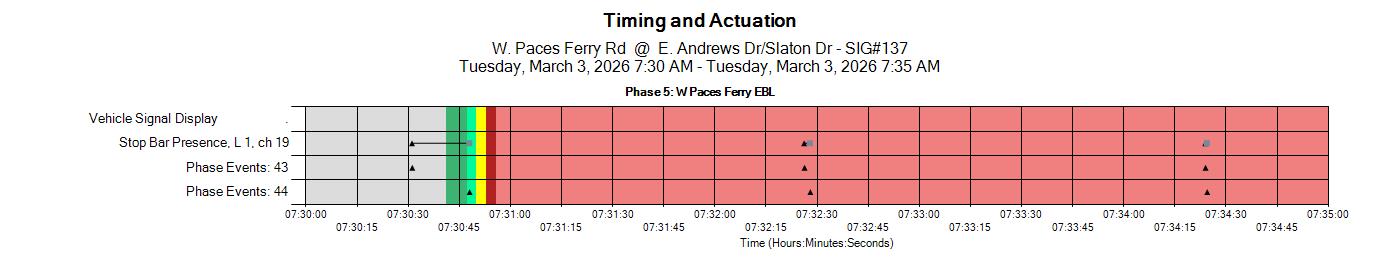 Timing and Actuation
W. Paces Ferry Rd @ E. Andrews Dr/Slaton Dr - SIG#137
Tuesday, March 3, 2026 7:30 AM - Tuesday, March 3, 2026 7:35 AM
Phase 5: W Paces Ferry EBL
Vehicle Signal Display .
Stop Bar Presence, L 1, ch 19
Phase Events: 43
Phase Events: 44
07:30:00 07:30:30 07:31:00 07:31:30 07:32:00 07:32:30 07:33:00 07:33:30 07:34:00 07:34:30 07:35:00
07:30:15 07:30:45 07:31:15 07:31:45 07:32:15 07:32:45 07:33:15 07:33:45 07:34:15 07:34:45
Time (Hours:Minutes:Seconds)